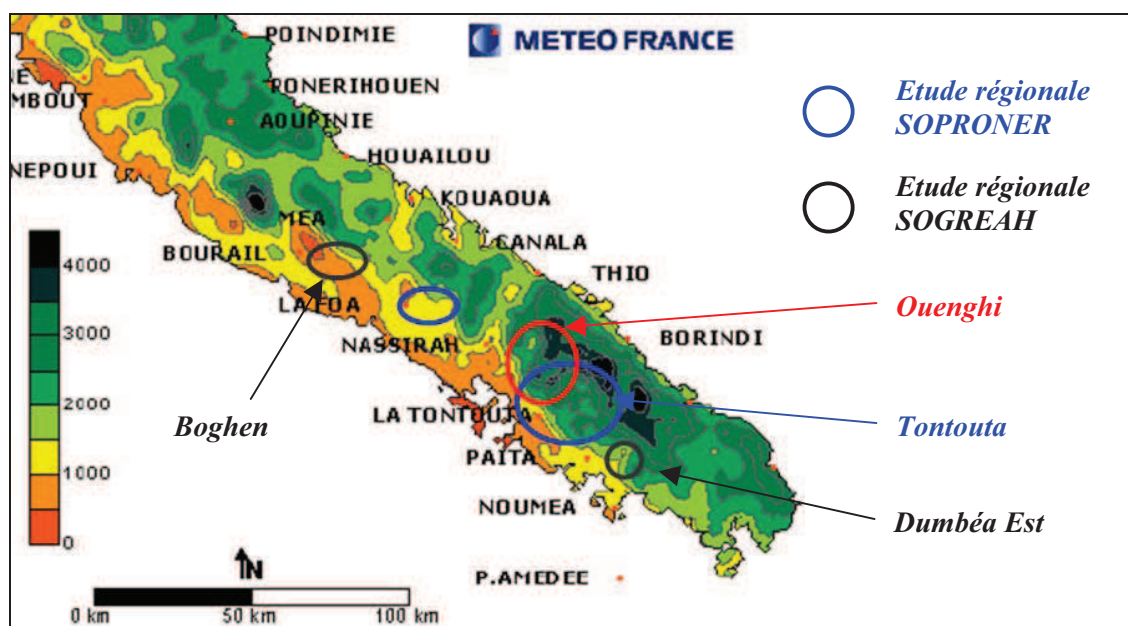 POINDIMIE
METEO FRANCE
NE
MBOUT
PONERIHOUEN
AOUPINIE
Etude régionale
SOPRONER
NEPOUI
HOUAILOU
KOUAOUA
Etude régionale
SOGREAH
MEA
BOURAIL
CANALA
THIO
LA FOA
Ouenghi
NASSIRAH
BORINDI
4000
3000
2000
1000
0
Boghen
LA TONTOUTA
Tontouta
PAITA
NOUMEA
Dumbéa Est
N
P.AMEDEE
0 km
50 km
100 km